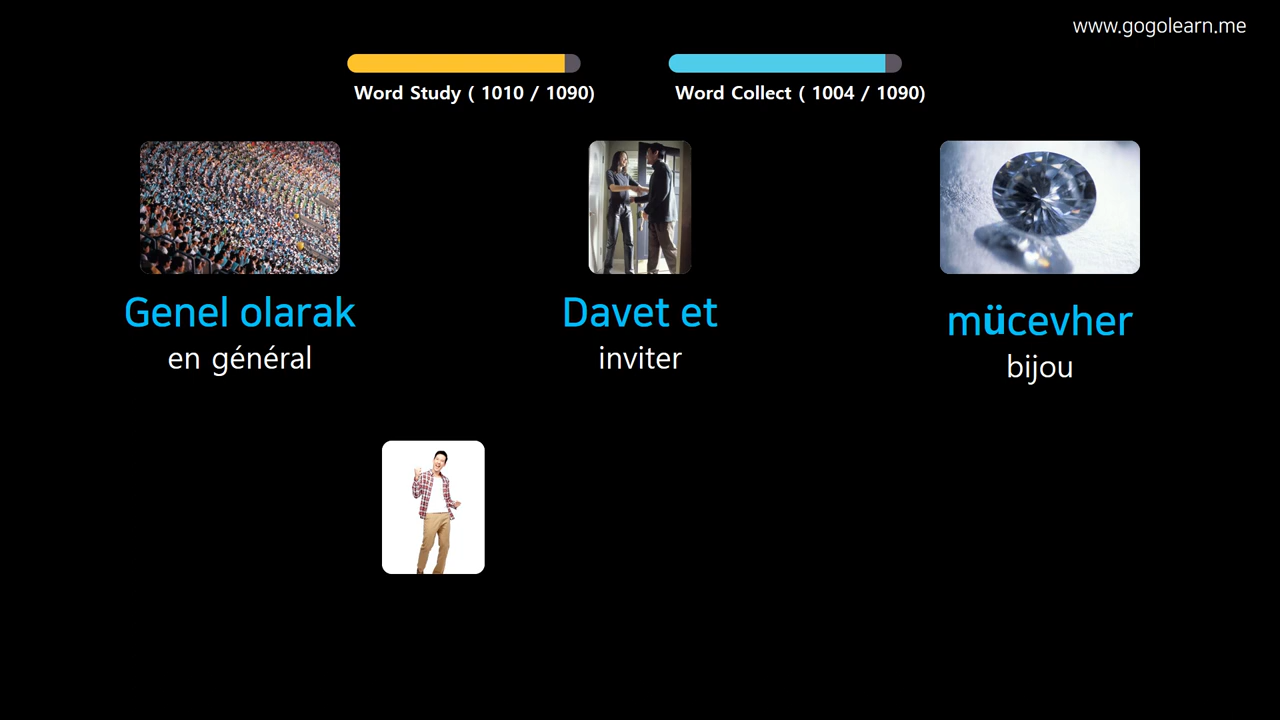 www.gogolearn.me
Word Study ( 1010 / 1090)
Word Collect ( 1004 / 1090)
Genel olarak
en général
Davet et
inviter
mücevher
bijou